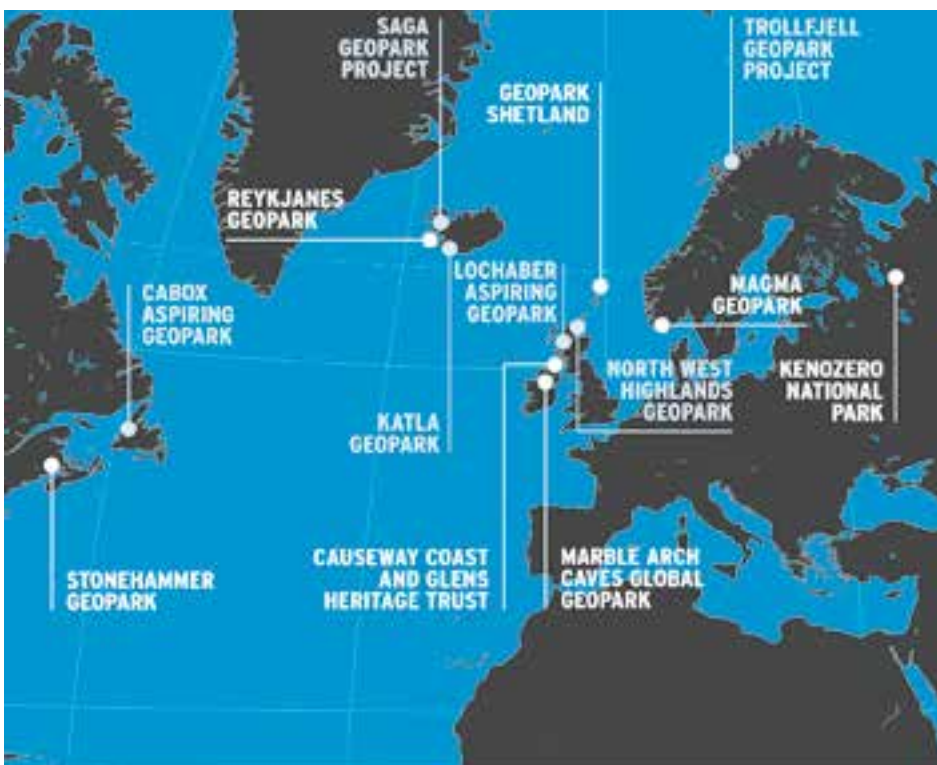 SAGA
GEOPARK
PROJECT
TROLLFJELL
GEOPARK
PROJECT
GEOPARK
SHETLAND
REYKJANES
GEOPARK
LOCHABER
ASPIRING
GEOPARK
MAGMA
GEOPARK
CABOX
ASPIRING
GEOPARK
NORTH WEST
HIGHLANDS
GEOPARK
KENOZERO
NATIONAL
PARK
KATLA
GEOPARK
CAUSEWAY COAST
AND GLENS
HERITAGE TRUST
MARBLE ARCH
CAVES GLOBAL
GEOPARK
STONEHAMMER
GEOPARK